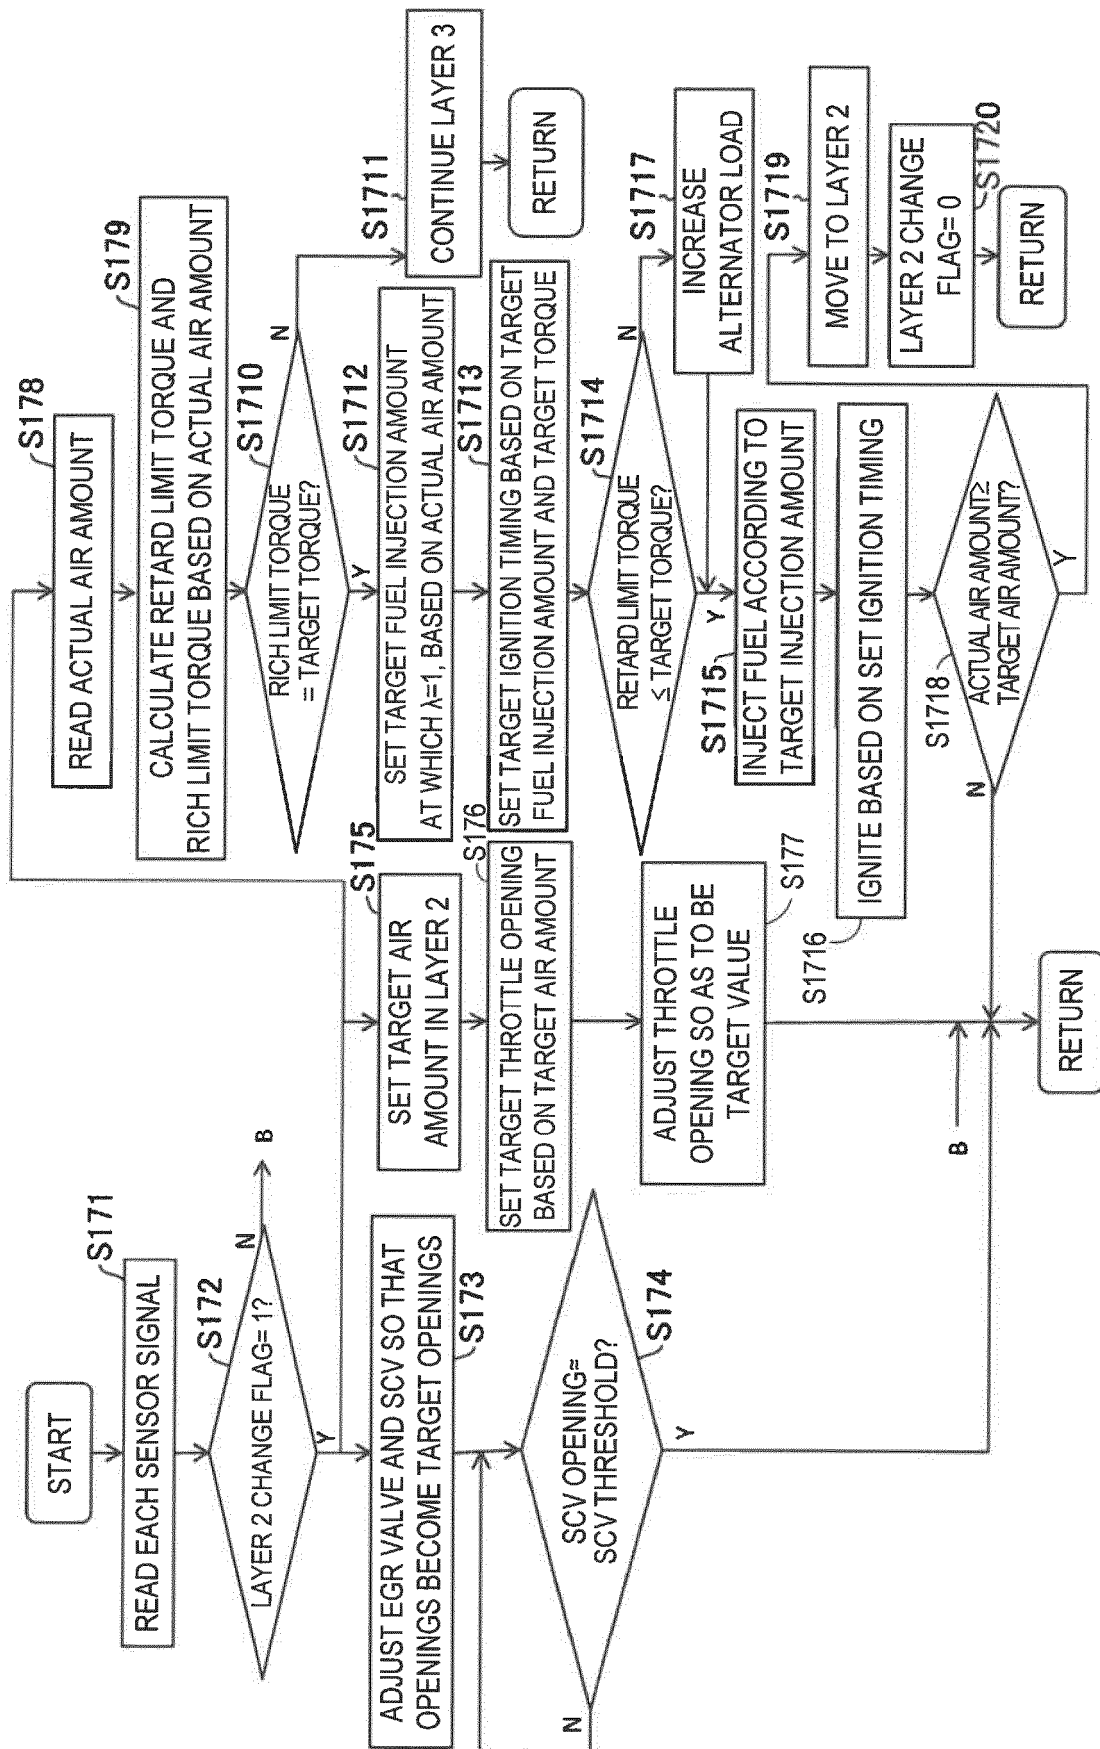 START
S171
READ EACH SENSOR SIGNAL
S172
LAYER 2 CHANGE FLAG= 1?
N
B
Y
ADJUST EGR VALVE AND SCV SO THAT
OPENINGS BECOME TARGET OPENINGS
S173
SCV OPENING=
SCV THRESHOLD?
S174
N
Y
S175
SET TARGET AIR
AMOUNT IN LAYER 2
S176
SET TARGET THROTTLE OPENING
BASED ON TARGET AIR AMOUNT
ADJUST THROTTLE
OPENING SO AS TO BE
TARGET VALUE
S177
B
RETURN
S178
READ ACTUAL AIR AMOUNT
S179
CALCULATE RETARD LIMIT TORQUE AND
RICH LIMIT TORQUE BASED ON ACTUAL AIR AMOUNT
S1710
RICH LIMIT TORQUE
= TARGET TORQUE?
N
Y
S1711
CONTINUE LAYER 3
RETURN
S1712
SET TARGET FUEL INJECTION AMOUNT
AT WHICH λ=1, BASED ON ACTUAL AIR AMOUNT
S1713
SET TARGET IGNITION TIMING BASED ON TARGET
FUEL INJECTION AMOUNT AND TARGET TORQUE
S1714
RETARD LIMIT TORQUE
≤ TARGET TORQUE?
N
Y
S1717
INCREASE
ALTERNATOR LOAD
S1715
INJECT FUEL ACCORDING TO
TARGET INJECTION AMOUNT
IGNITE BASED ON SET IGNITION TIMING
S1716
S1718
ACTUAL AIR AMOUNT≥
TARGET AIR AMOUNT?
N
Y
S1719
MOVE TO LAYER 2
LAYER 2 CHANGE
FLAG= 0
S1720
RETURN